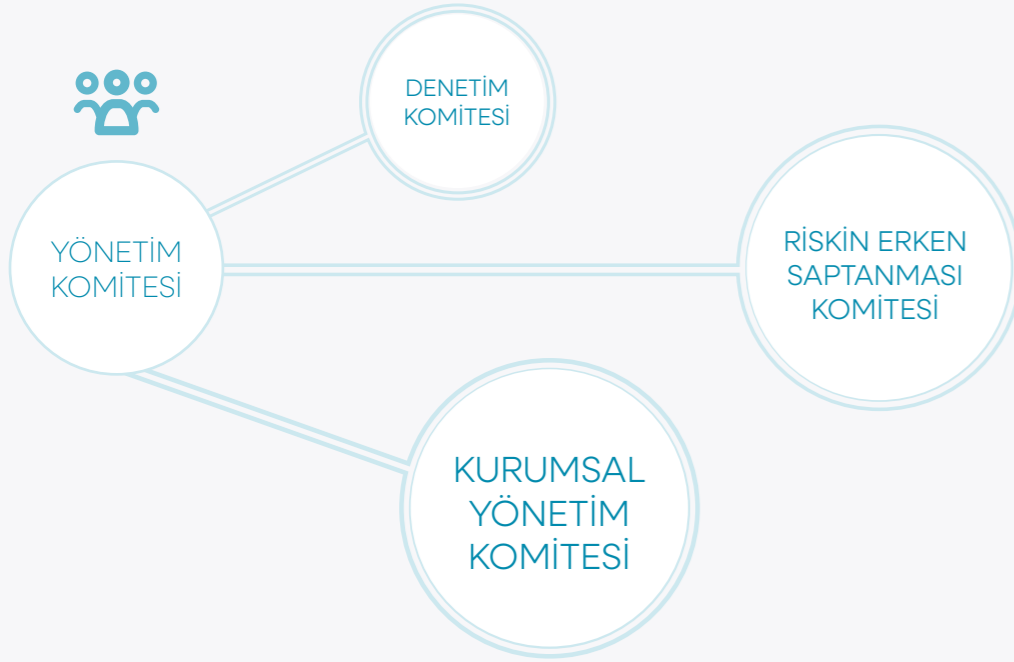 DENETİM
KOMİTESİ
YÖNETİM
KOMİTESİ
RİSKİN ERKEN
SAPTANMASI
KOMİTESİ
KURUMSAL
YÖNETİM
KOMİTESİ